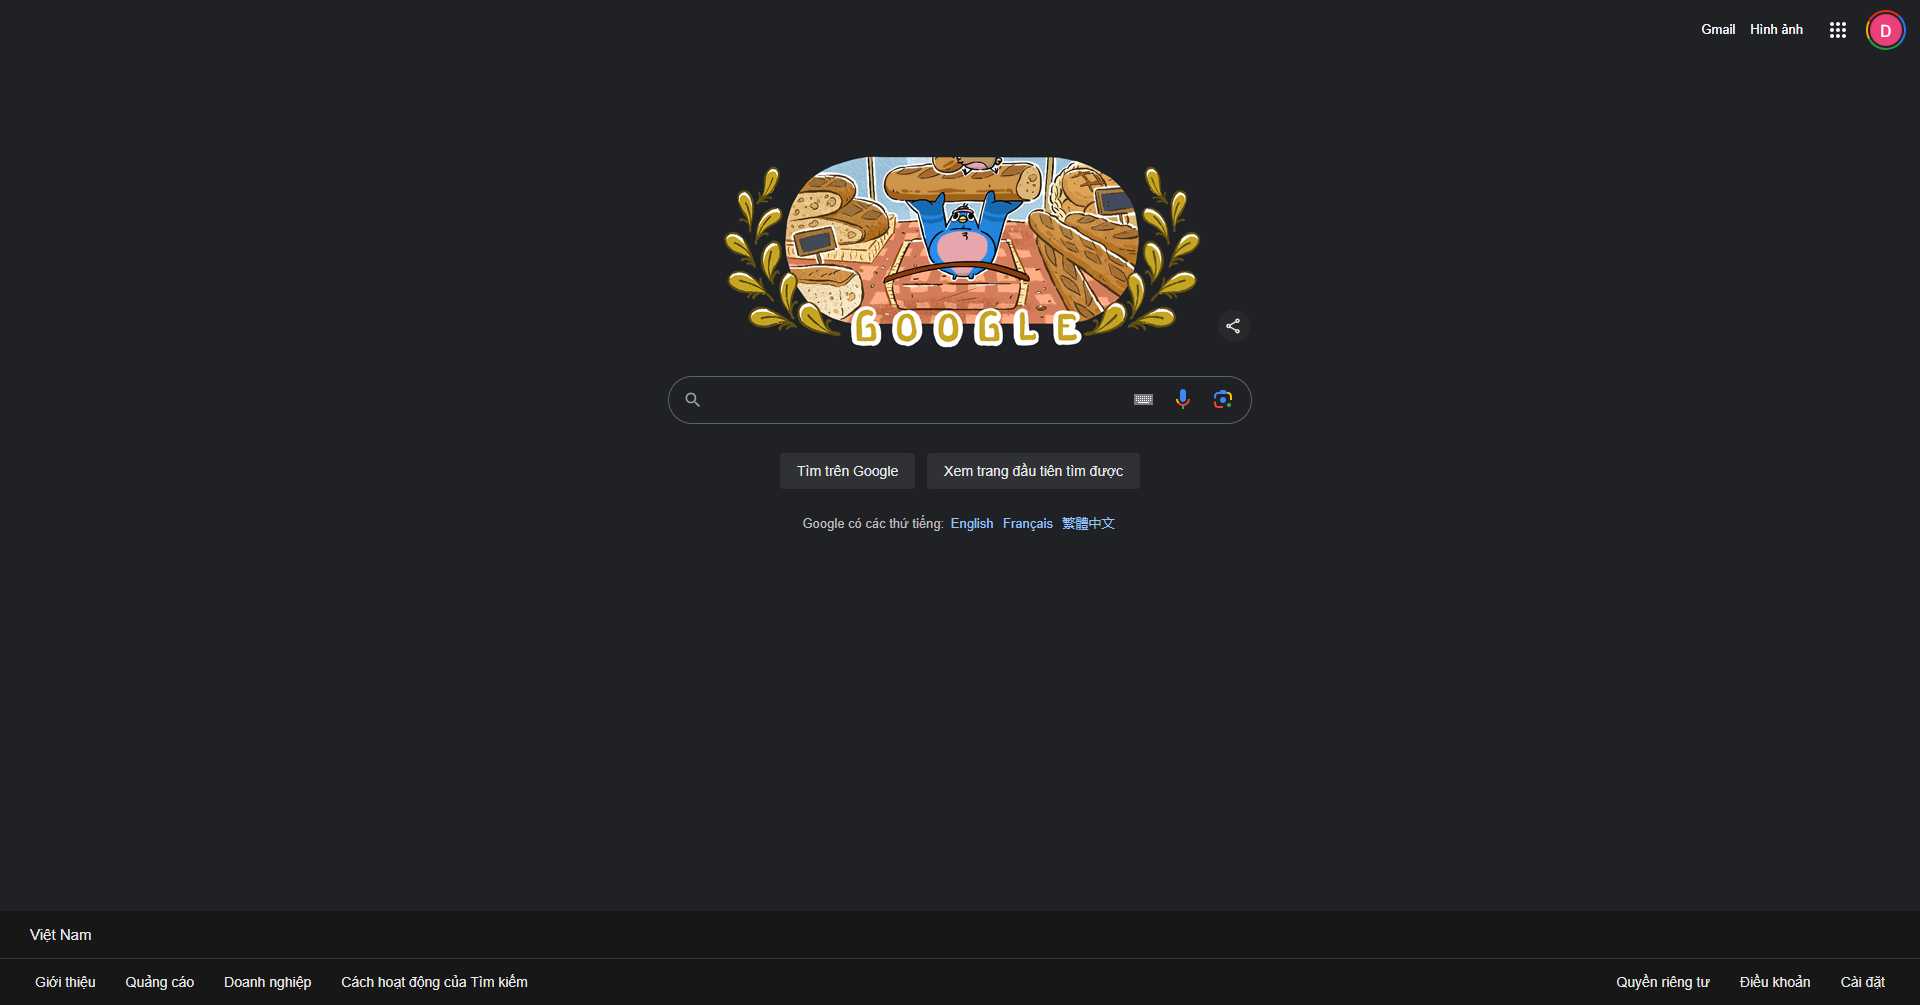 Gmail Hình ảnh
D
GOOGLE
Tìm trên Google Xem trang đầu tiên tìm được
Google có các thứ tiếng: English Français 繁體中文
Việt Nam
Giới thiệu Quảng cáo Doanh nghiệp Cách hoạt động của Tìm kiếm Quyền riêng tư Điều khoản Cài đặt